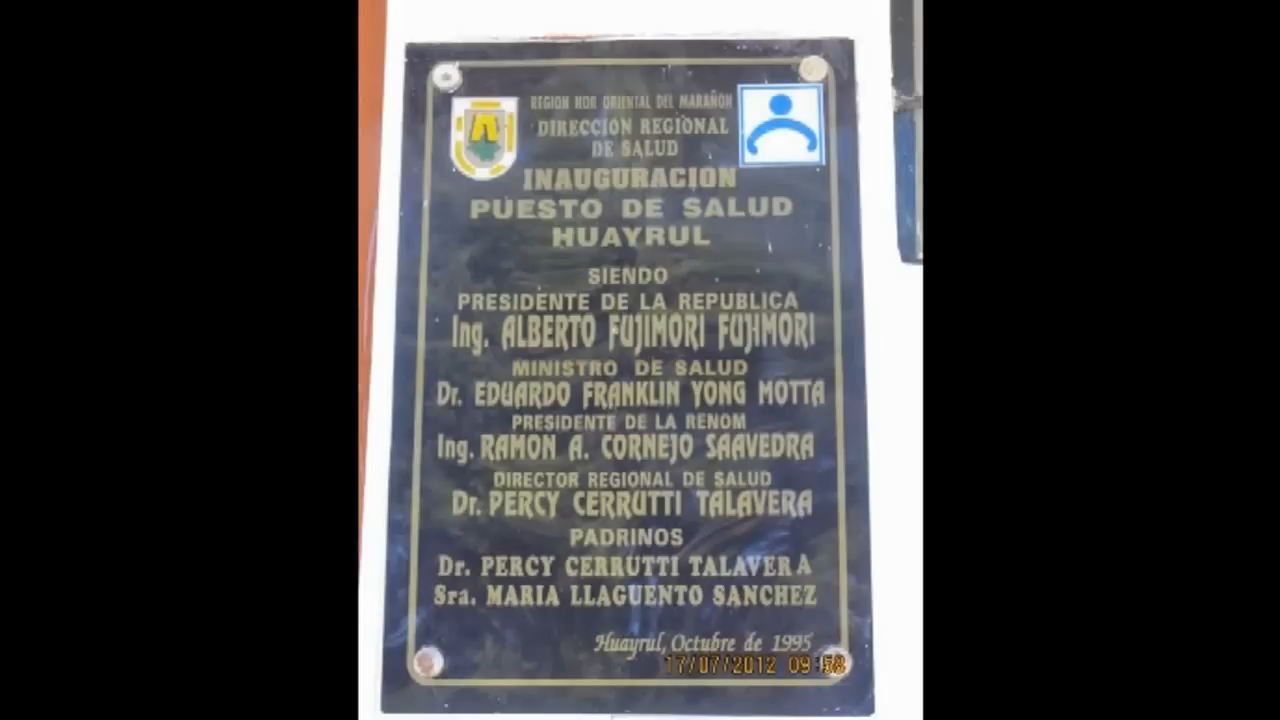 REGION NOR ORIENTAL DEL MARAÑON
DIRECCION REGIONAL
DE SALUD
INAUGURACION
PUESTO DE SALUD
HUAYRUL
SIENDO
PRESIDENTE DE LA REPUBLICA
Ing. ALBERTO FUJIMORI FUJIMORI
MINISTRO DE SALUD
Dr. EDUARDO FRANKLIN YONG MOTTA
PRESIDENTE DE LA RENOM
Ing. RAMON A. CORNEJO SAAVEDRA
DIRECTOR REGIONAL DE SALUD
Dr. PERCY CERRUTTI TALAVERA
PADRINOS
Dr. PERCY CERRUTTI TALAVERA
Sra. MARIA LLAGUENTO SANCHEZ
Huayrul, Octubre de 1995
17/07/2012 09:58